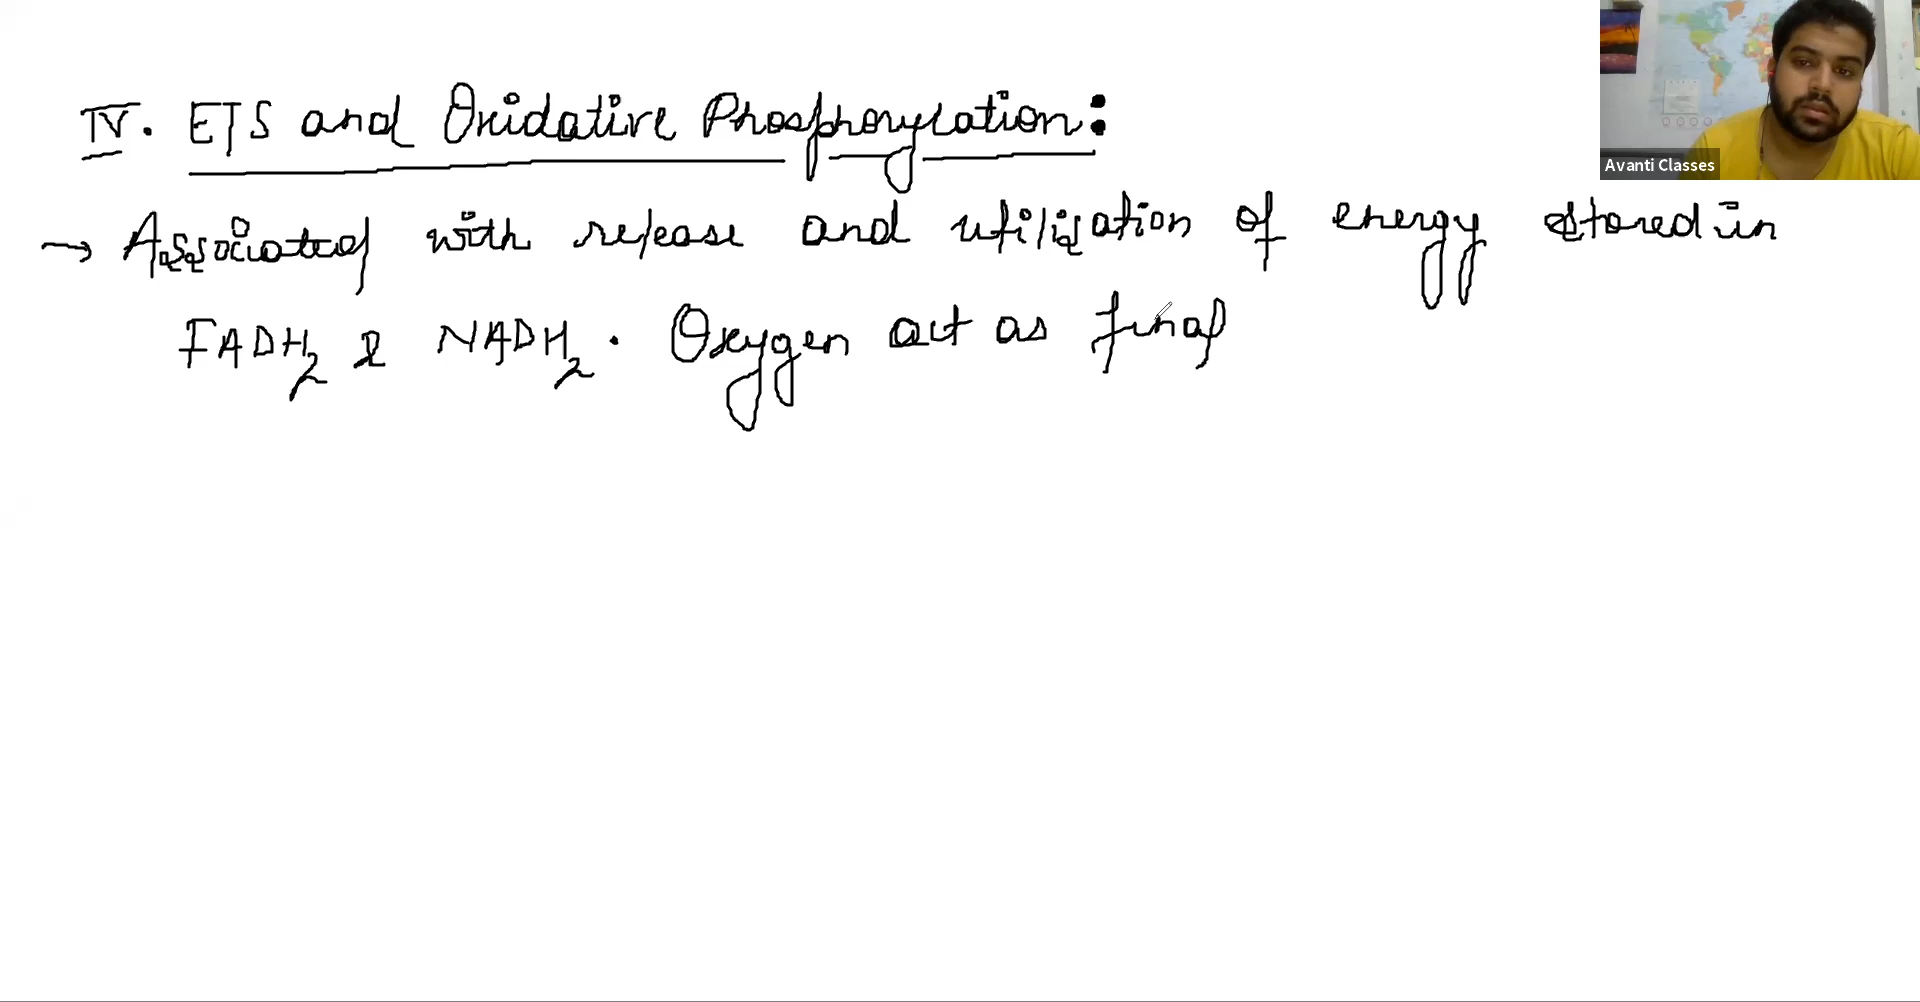 IV. ETS and Oxidative Phosphorylation:
→ Associated with release and utilisation of energy stored in
FADH₂ & NADH₂. Oxygen act as final
Avanti Classes